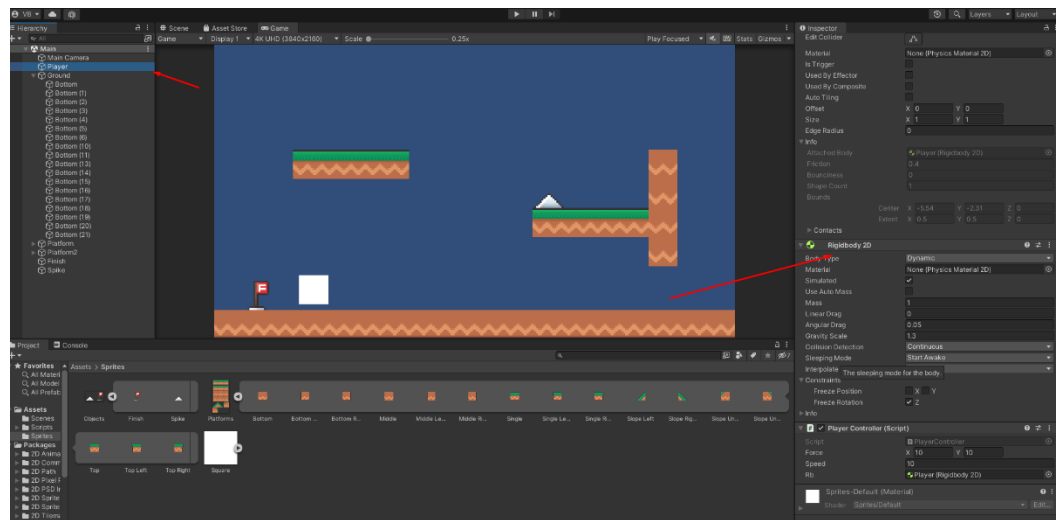 V8
Layers
Layout
Hierarchy
Scene
Asset Store
Game
Inspector
All
Game
Display 1
4K UHD (3840x2160)
Scale
0.25x
Play Focused
Stats
Gizmos
Main
Main Camera
Player
Ground
Bottom
Bottom (1)
Bottom (2)
Bottom (3)
Bottom (4)
Bottom (5)
Bottom (6)
Bottom (10)
Bottom (11)
Bottom (13)
Bottom (14)
Bottom (15)
Bottom (16)
Bottom (17)
Bottom (18)
Bottom (19)
Bottom (20)
Bottom (21)
Platform
Platform2
Finish
Spike
F
Edit Collider
Material None (Physics Material 2D)
Is Trigger
Used By Effector
Used By Composite
Auto Tiling
Offset X 0 Y 0
Size X 1 Y 1
Edge Radius 0
Info
Attached Body Player (Rigidbody 2D)
Friction 0.4
Bounciness 0
Shape Count 1
Bounds
Center X -5.54 Y -2.31 Z 0
Extent X 0.5 Y 0.5 Z 0
Contacts
Rigidbody 2D
Body Type Dynamic
Material None (Physics Material 2D)
Simulated
Use Auto Mass
Mass 1
Linear Drag 0
Angular Drag 0.05
Gravity Scale 1.3
Collision Detection Continuous
Sleeping Mode Start Awake
Interpolate
The sleeping mode for the body.
Constraints
Freeze Position X Y
Freeze Rotation Z
Info
Player Controller (Script)
Script PlayerController
Force X 10 Y 10
Speed 10
Rb Player (Rigidbody 2D)
Sprites-Default (Material)
Shader Sprites/Default Edit...
Project
Console
Favorites
All Materi
All Model
All Prefab
Assets
Scenes
Scripts
Sprites
Packages
2D Anima
2D Comm
2D Path
2D Pixel P
2D PSD Im
2D Sprite
2D Sprite
2D Tilema
Assets > Sprites
Objects
Finish
Spike
Platforms
Bottom
Bottom ...
Bottom R...
Middle
Middle Le...
Middle R...
Single
Single Le...
Single R...
Slope Left
Slope Rig...
Slope Un...
Slope Un...
Top
Top Left
Top Right
Square